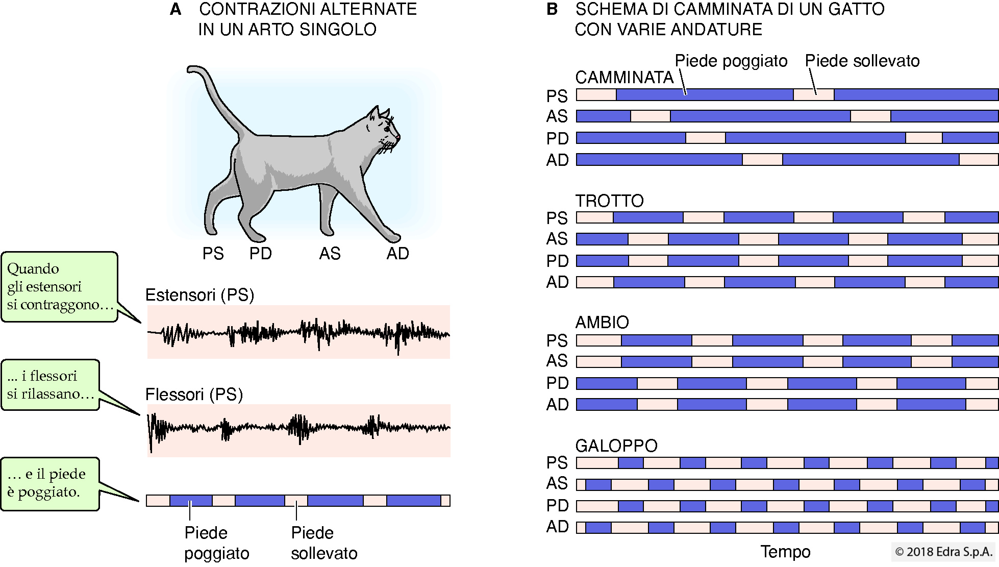 A CONTRAZIONI ALTERNATE
IN UN ARTO SINGOLO
PS PD AS AD
Quando
gli estensori
si contraggono…
Estensori (PS)
... i flessori
si rilassano…
Flessori (PS)
… e il piede
è poggiato.
Piede
poggiato
Piede
sollevato
B SCHEMA DI CAMMINATA DI UN GATTO
CON VARIE ANDATURE
Piede poggiato Piede sollevato
CAMMINATA
PS
AS
PD
AD
TROTTO
PS
AS
PD
AD
AMBIO
PS
AS
PD
AD
GALOPPO
PS
AS
PD
AD
Tempo
© 2018 Edra S.p.A.